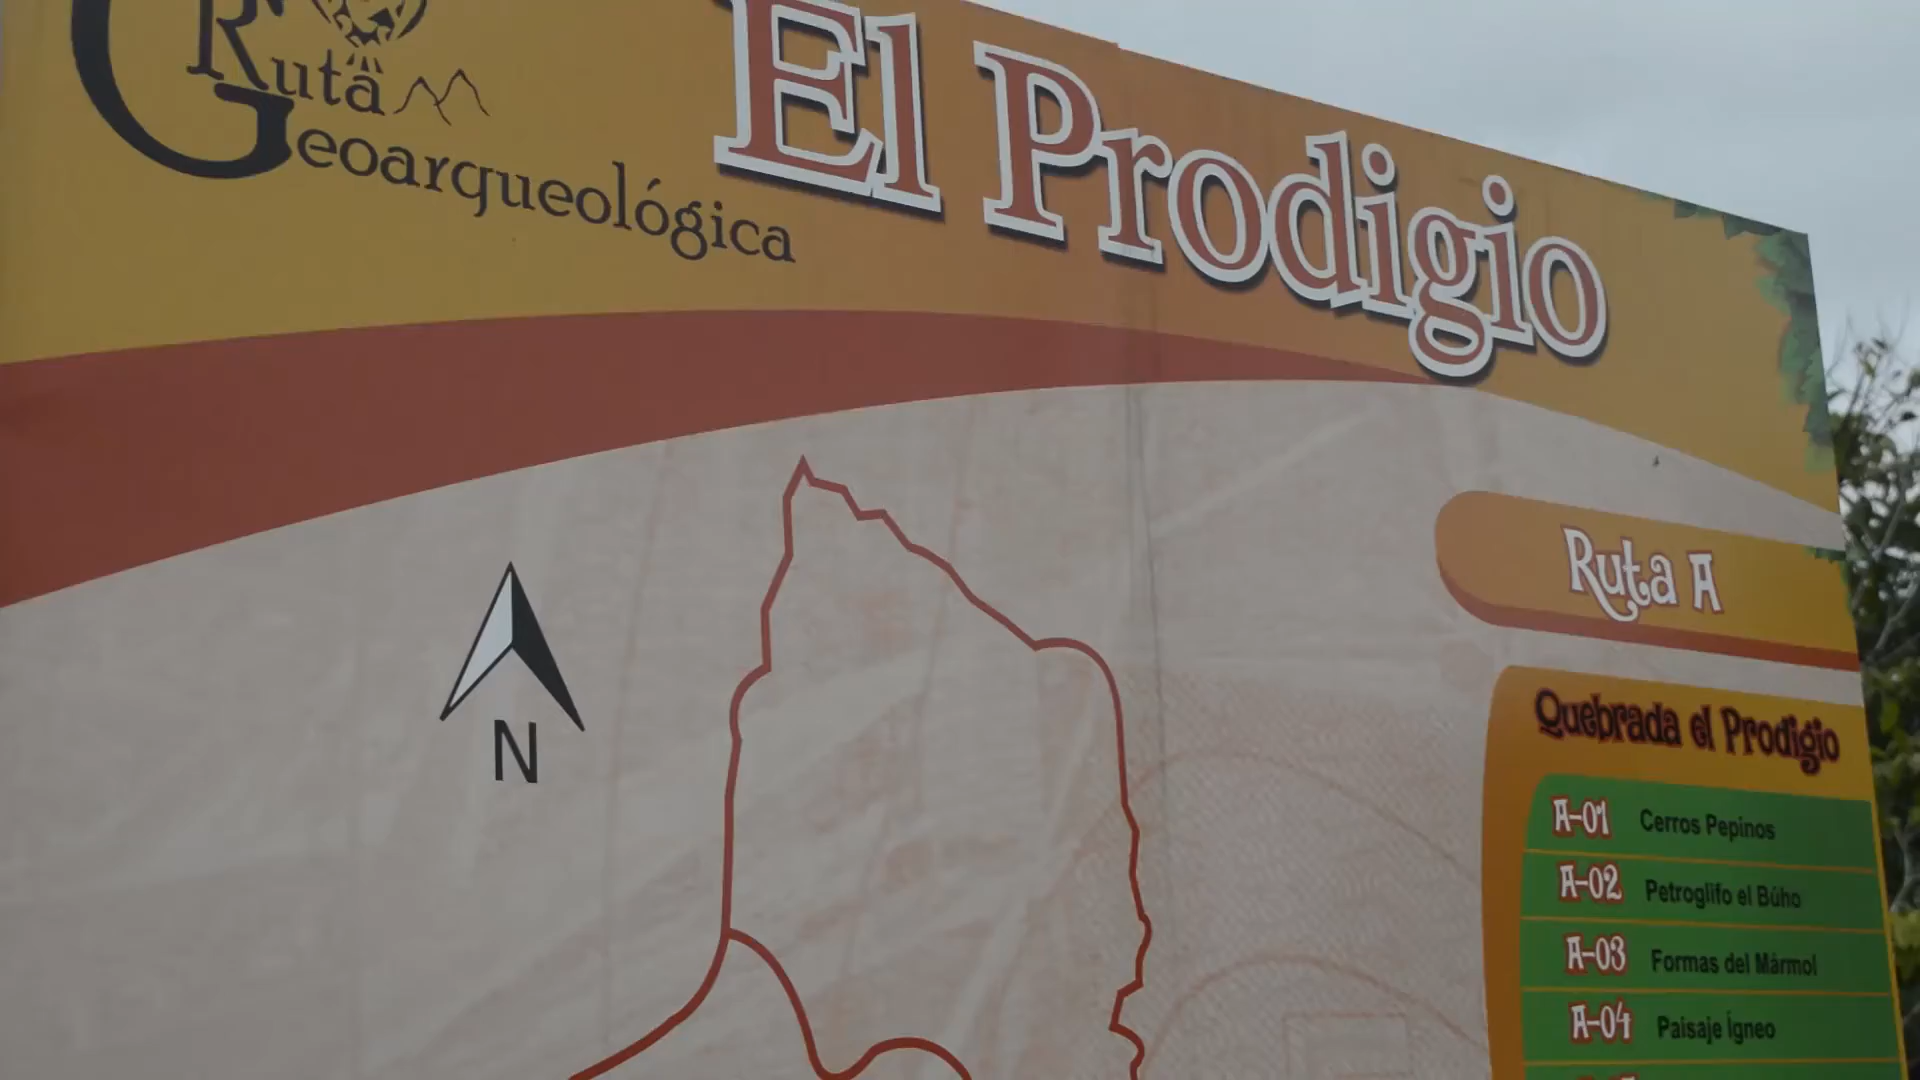 Ruta
Geoarqueológica
El Prodigio
N
Ruta A
Quebrada el Prodigio
A-01 Cerros Pepinos
A-02 Petroglifo el Búho
A-03 Formas del Mármol
A-04 Paisaje Ígneo